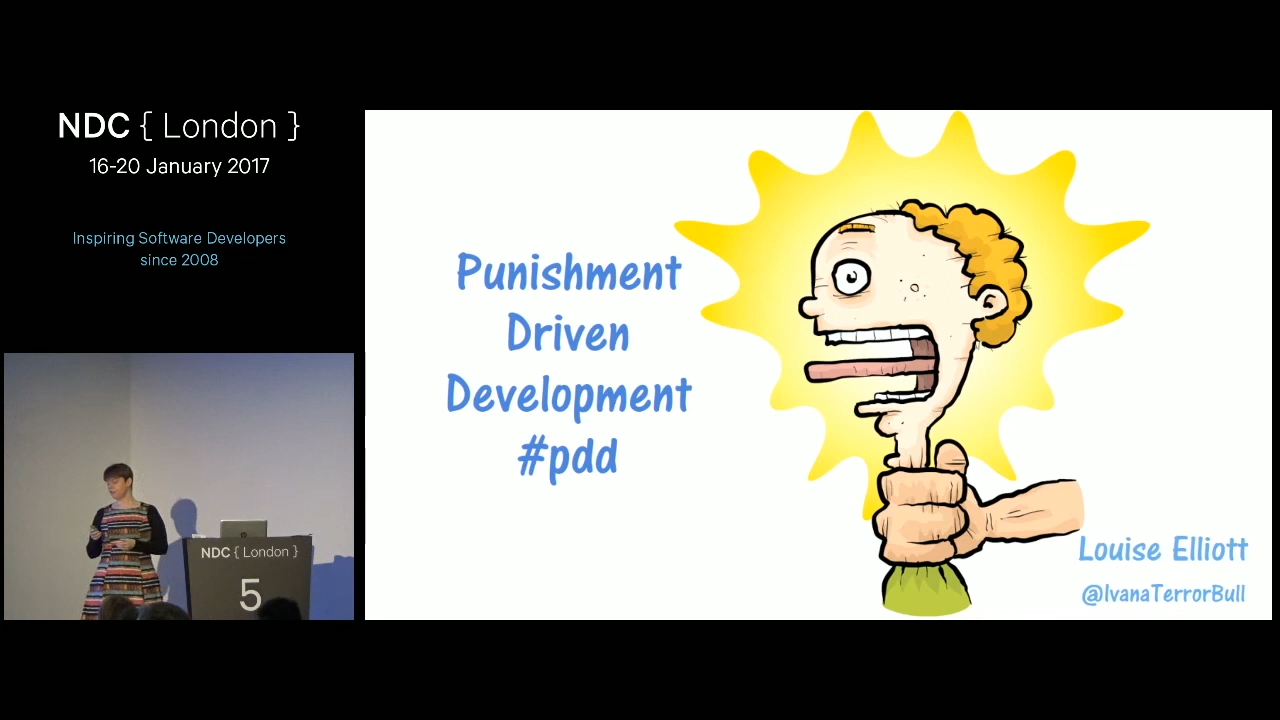 NDC { London }
16-20 January 2017
Inspiring Software Developers
since 2008
Punishment
Driven
Development
#pdd
Louise Elliott
@IvanaTerrorBull
NDC { London }
5